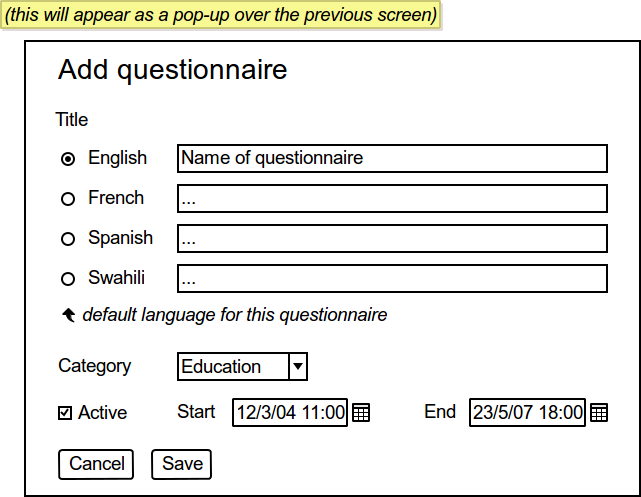 (this will appear as a pop-up over the previous screen)
Add questionnaire
Title
English Name of questionnaire
French ...
Spanish ...
Swahili ...
default language for this questionnaire
Category Education
Active Start 12/3/04 11:00 End 23/5/07 18:00
Cancel Save